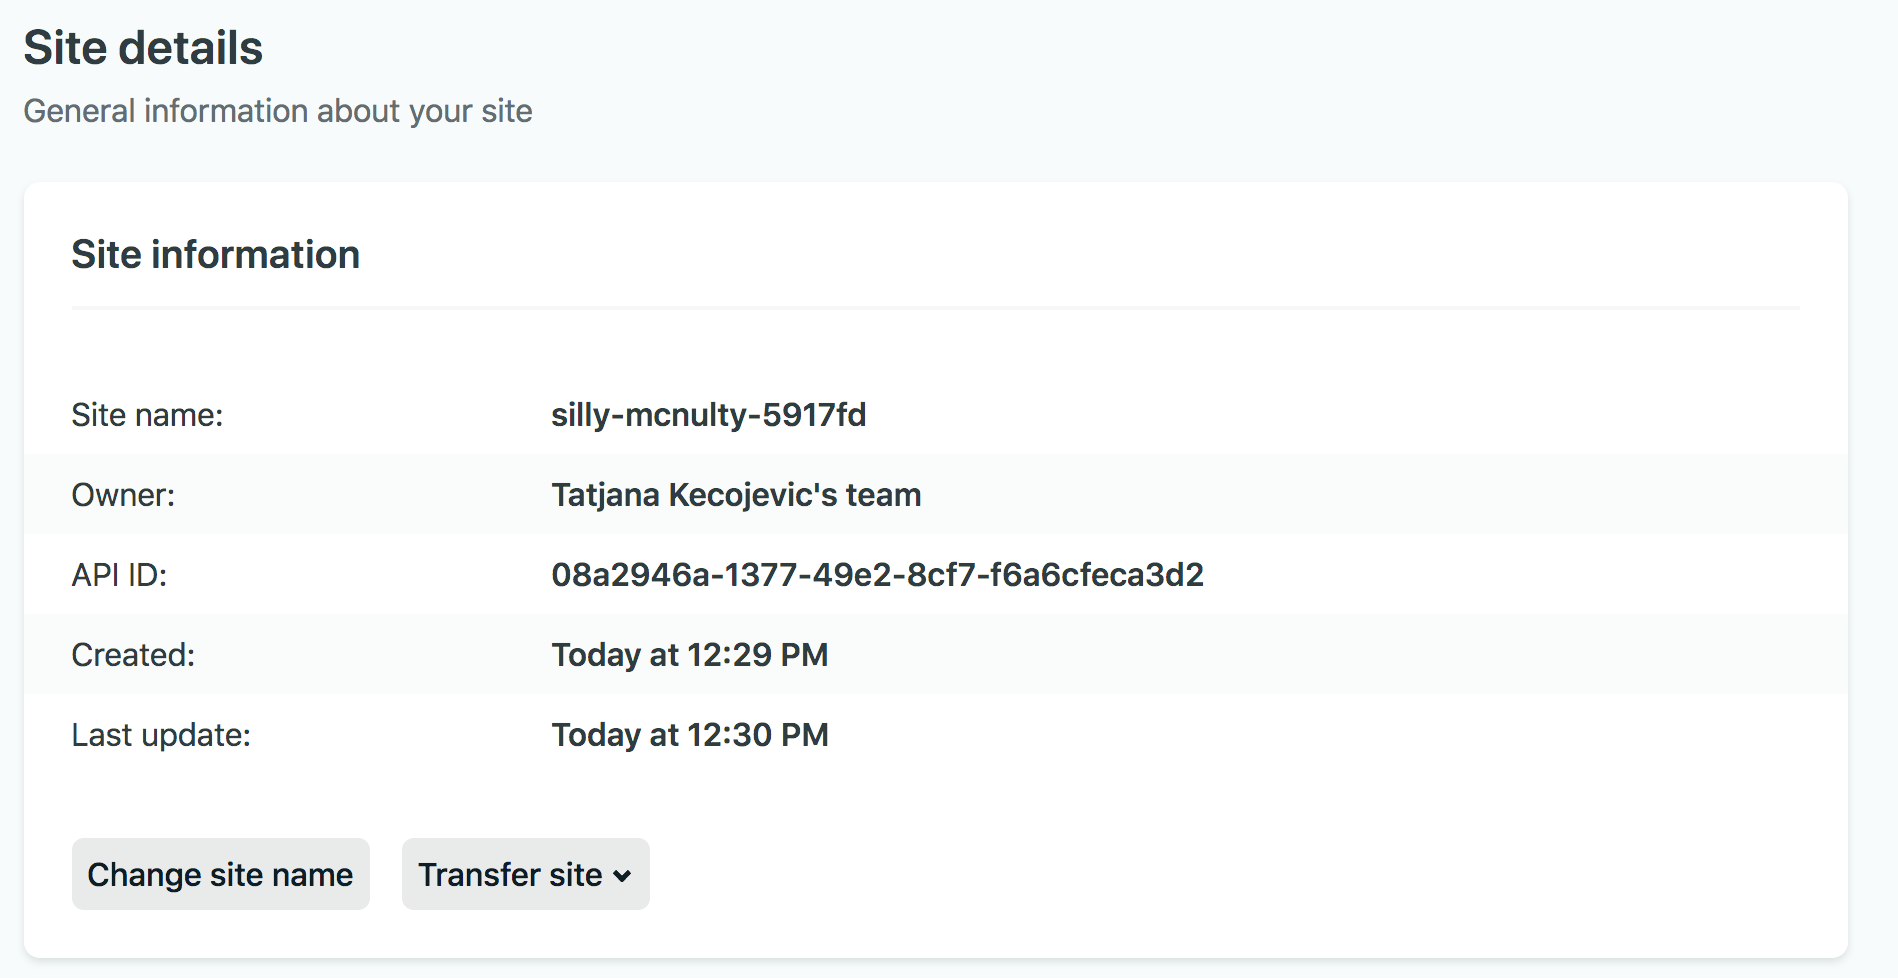 Site details
General information about your site
Site information
Site name: silly-mcnulty-5917fd
Owner: Tatjana Kecojevic's team
API ID: 08a2946a-1377-49e2-8cf7-f6a6cfeca3d2
Created: Today at 12:29 PM
Last update: Today at 12:30 PM
Change site name Transfer site